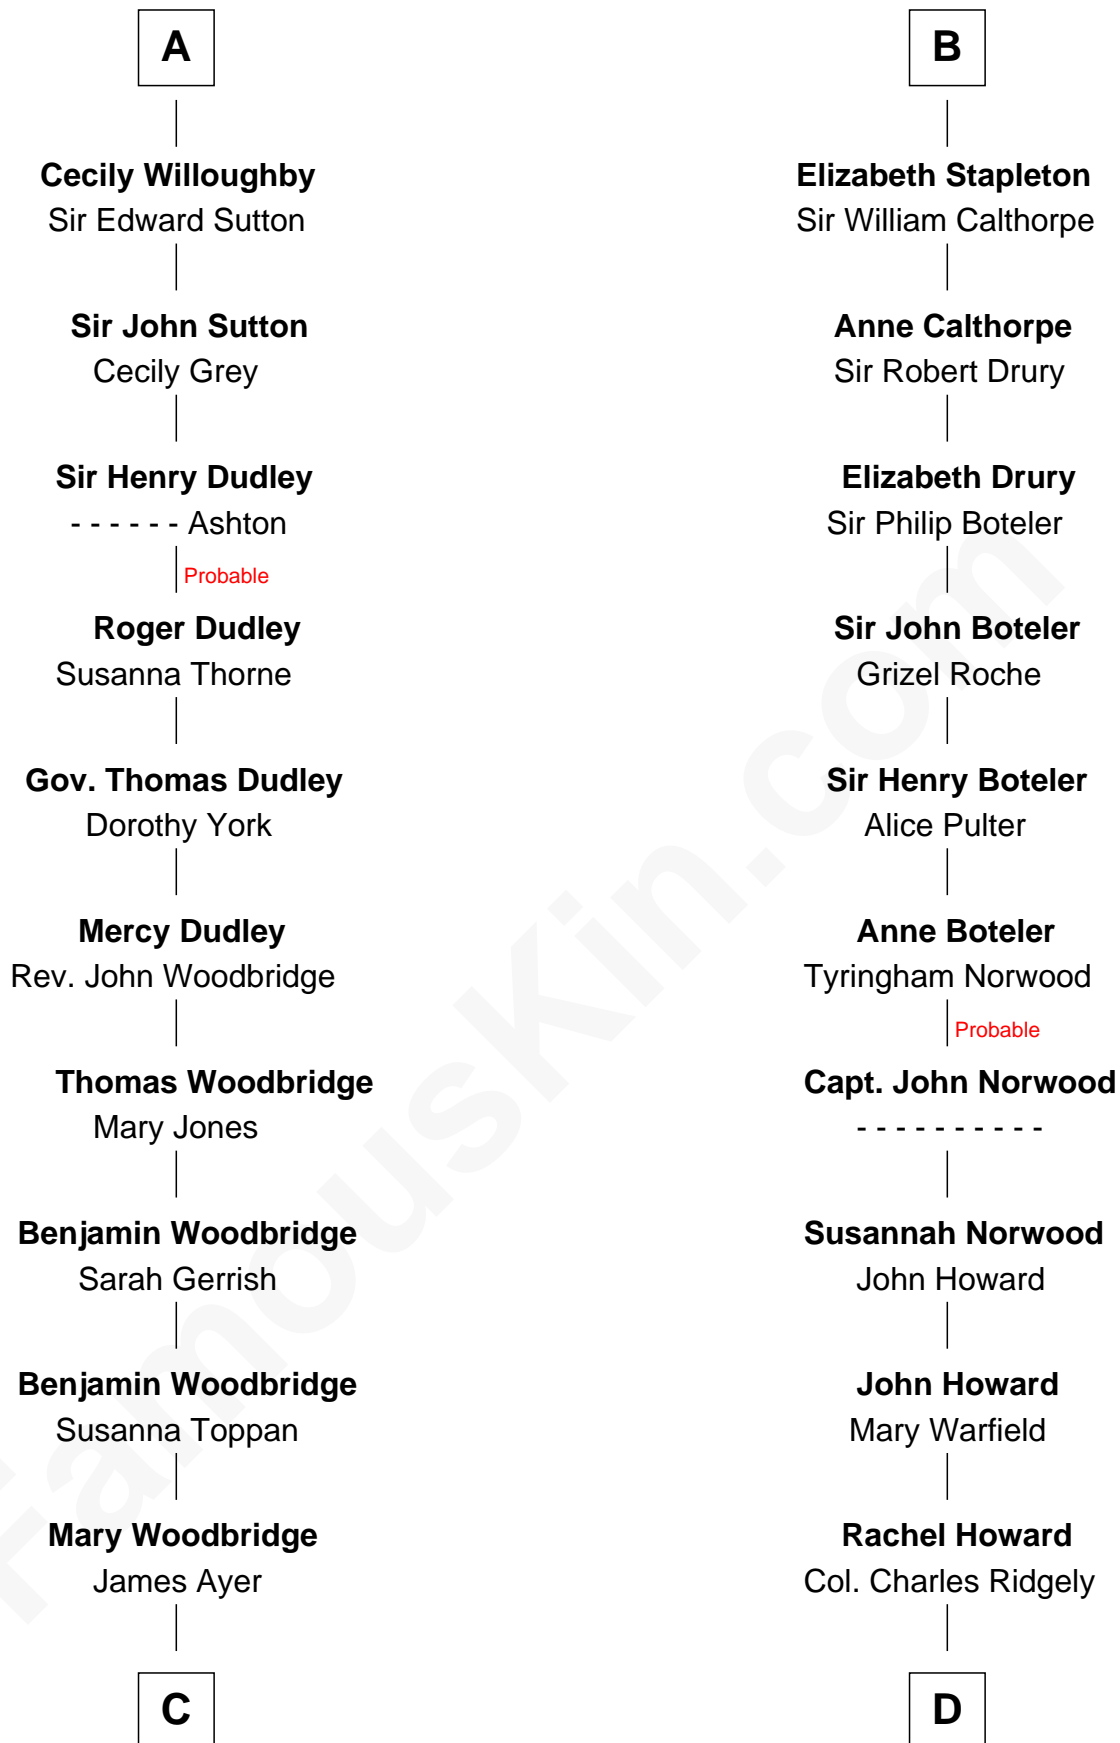 A
Cecily Willoughby
Sir Edward Sutton
Sir John Sutton
Cecily Grey
Sir Henry Dudley
- - - - - - Ashton
Probable
Roger Dudley
Susanna Thorne
Gov. Thomas Dudley
Dorothy York
Mercy Dudley
Rev. John Woodbridge
Thomas Woodbridge
Mary Jones
Benjamin Woodbridge
Sarah Gerrish
Benjamin Woodbridge
Susanna Toppan
Mary Woodbridge
James Ayer
C
B
Elizabeth Stapleton
Sir William Calthorpe
Anne Calthorpe
Sir Robert Drury
Elizabeth Drury
Sir Philip Boteler
Sir John Boteler
Grizel Roche
Sir Henry Boteler
Alice Pulter
Anne Boteler
Tyringham Norwood
Probable
Capt. John Norwood
- - - - - - - - - -
Susannah Norwood
John Howard
John Howard
Mary Warfield
Rachel Howard
Col. Charles Ridgely
D
FamousKin.com